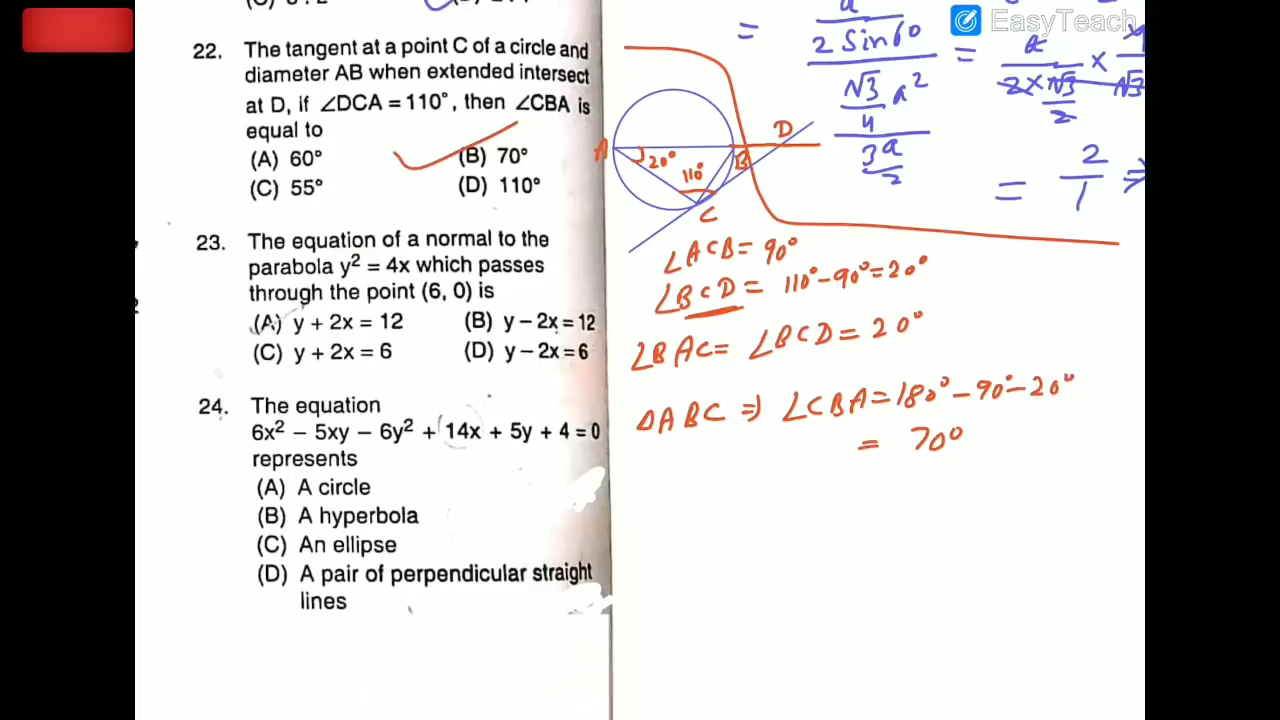 22. The tangent at a point C of a circle and
diameter AB when extended intersect
at D, if ∠DCA = 110°, then ∠CBA is
equal to
(A) 60° (B) 70°
(C) 55° (D) 110°
23. The equation of a normal to the
parabola y² = 4x which passes
through the point (6, 0) is
(A) y + 2x = 12 (B) y – 2x = 12
(C) y + 2x = 6 (D) y – 2x = 6
24. The equation
6x² – 5xy – 6y² + 14x + 5y + 4 = 0
represents
(A) A circle
(B) A hyperbola
(C) An ellipse
(D) A pair of perpendicular straight
lines
EasyTeach
= 2 Sin60 = 2 × √3/2 ×
√3/4 a²
3a/2
= 2/1 ⇒
A 20° B D
110°
C
∠ACB = 90°
∠BCD = 110° – 90° = 20°
∠BAC = ∠BCD = 20°
△ABC ⇒ ∠CBA = 180° – 90° – 20°
= 70°